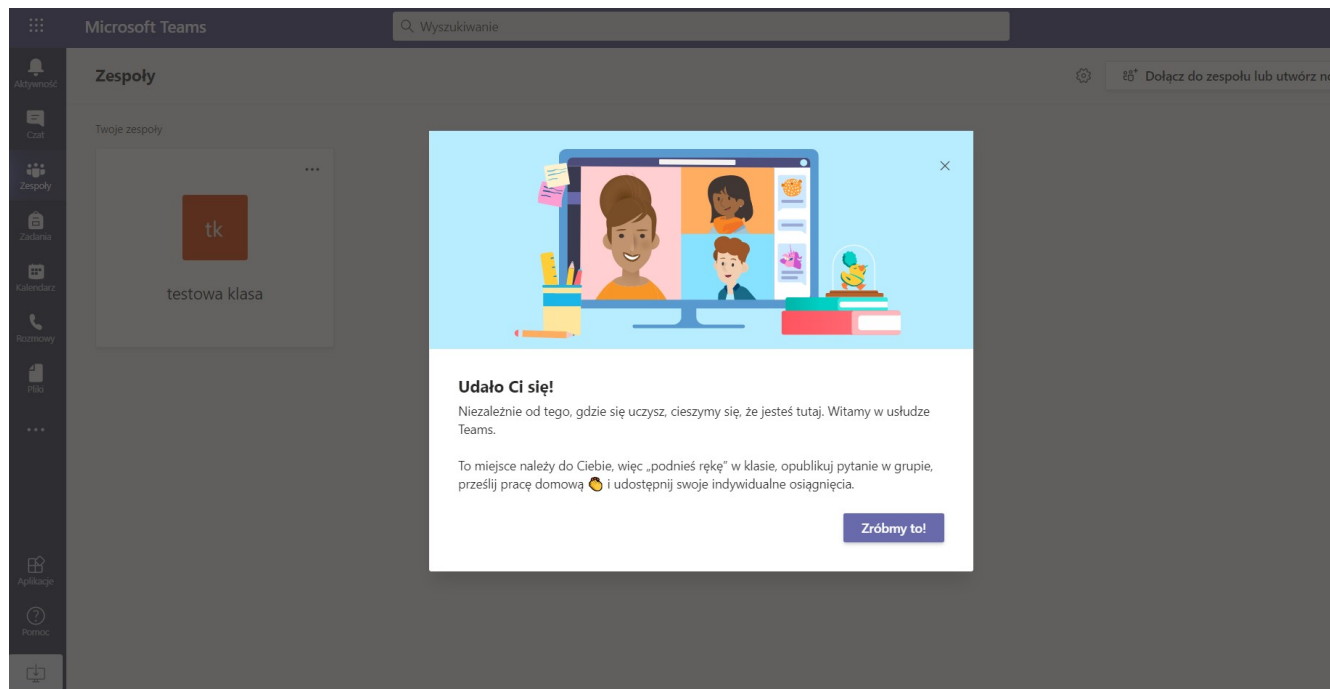 Microsoft Teams
Wyszukiwanie
Aktywność
Zespoły
Dołącz do zespołu lub utwórz
Czat
Twoje zespoły
Zespoły
tk
Zadania
Kalendarz
testowa klasa
Rozmowy
Pliki
Udało Ci się!
Niezależnie od tego, gdzie się uczysz, cieszymy się, że jesteś tutaj. Witamy w usłudze
Teams.
To miejsce należy do Ciebie, więc „podnieś rękę” w klasie, opublikuj pytanie w grupie,
prześlij pracę domową 👏 i udostępnij swoje indywidualne osiągnięcia.
Zróbmy to!
Aplikacje
Pomoc